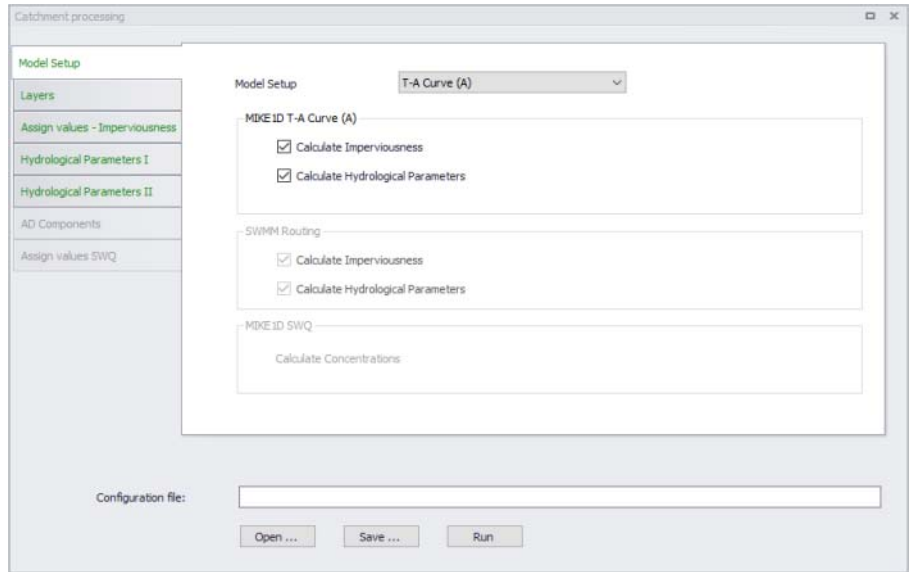 Catchment processing
Model Setup
Layers
Assign values - Imperviousness
Hydrological Parameters I
Hydrological Parameters II
AD Components
Assign values SWQ
Model Setup T-A Curve (A)
MIKE1D T-A Curve (A)
Calculate Imperviousness
Calculate Hydrological Parameters
SWMM Routing
Calculate Imperviousness
Calculate Hydrological Parameters
MIKE1D SWQ
Calculate Concentrations
Configuration file:
Open ... Save ... Run